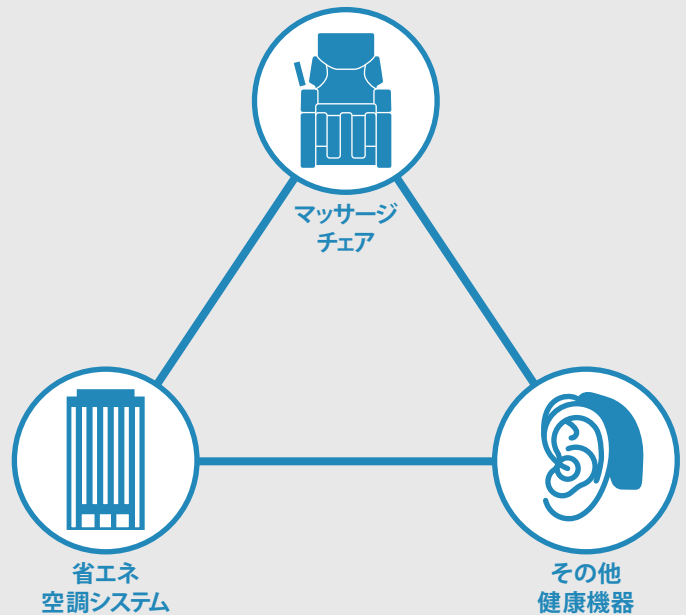 マッサージ
チェア
省エネ
空調システム
その他
健康機器